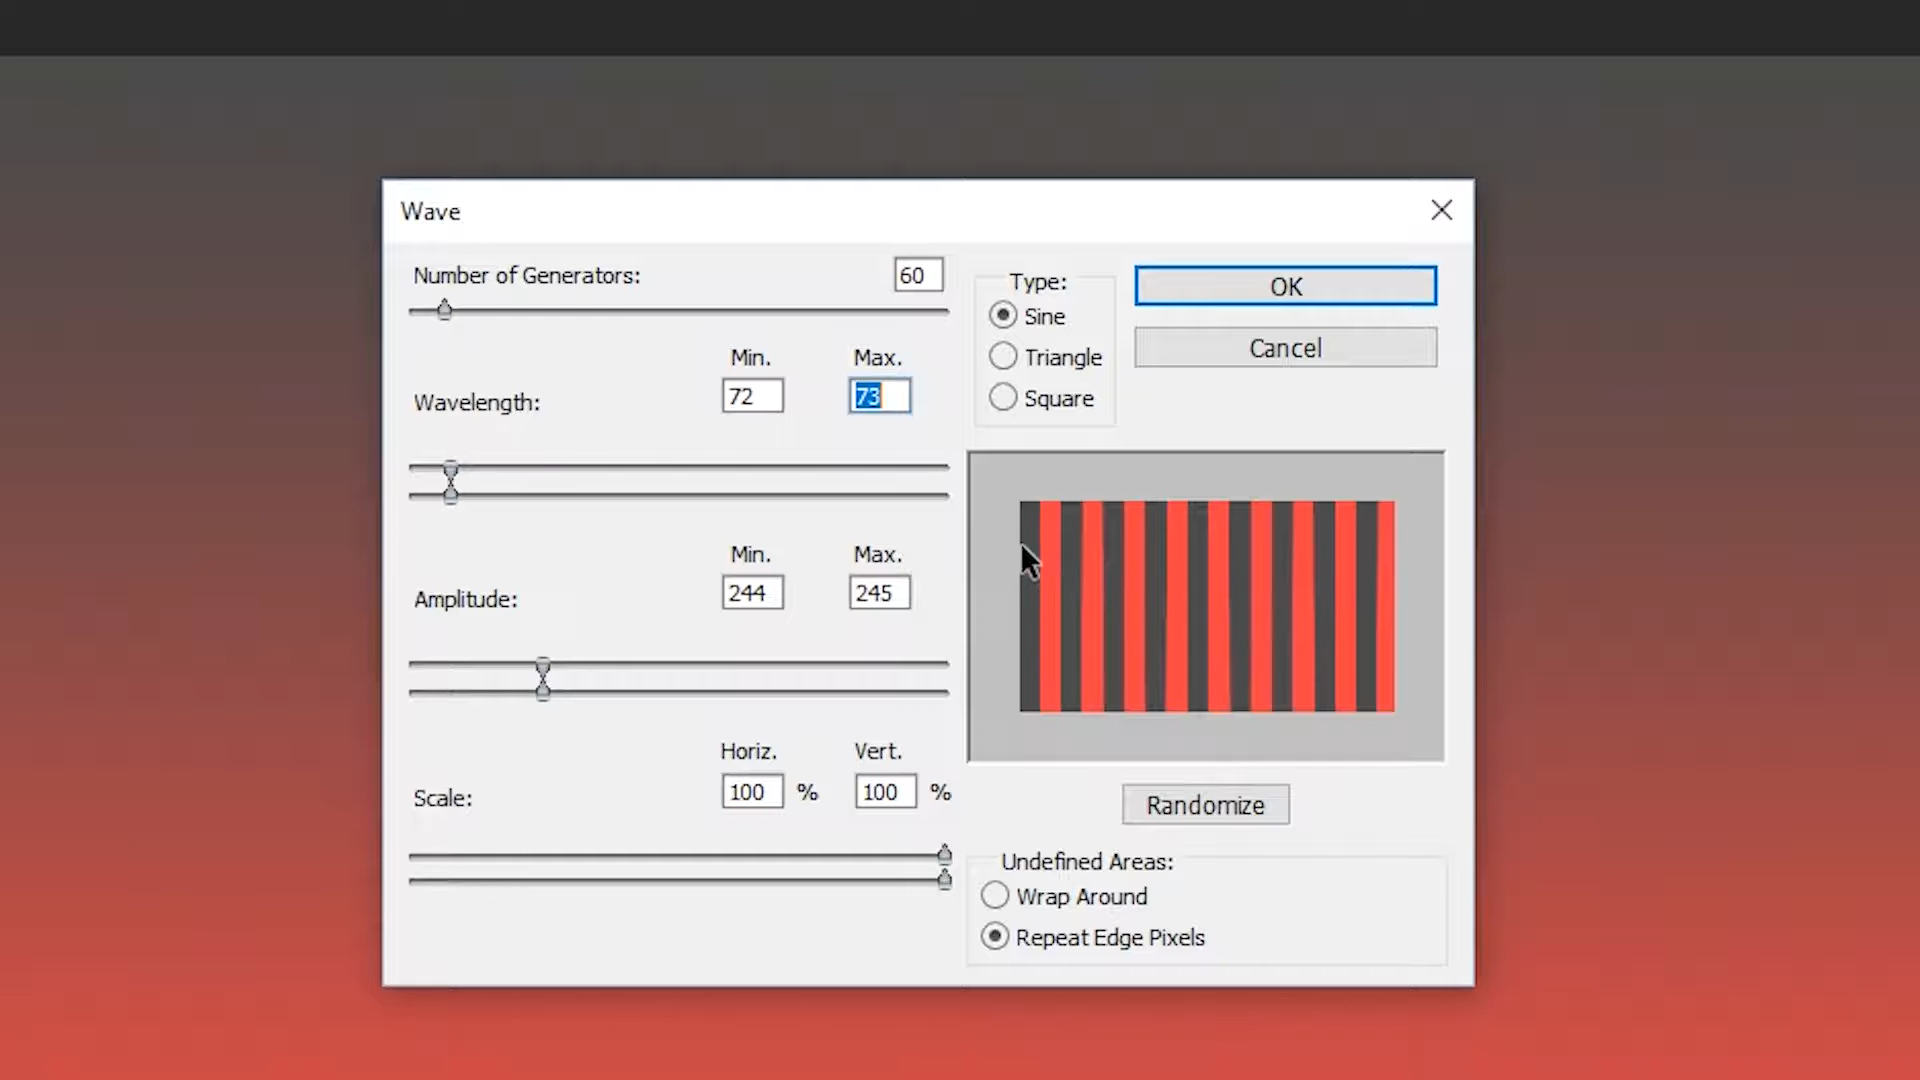 Wave
Number of Generators: 60
Min. Max.
Wavelength: 72 73
Min. Max.
Amplitude: 244 245
Horiz. Vert.
Scale: 100 % 100 %
Type:
Sine
Triangle
Square
OK
Cancel
Randomize
Undefined Areas:
Wrap Around
Repeat Edge Pixels